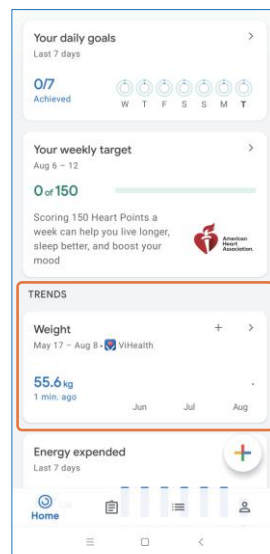 Your daily goals
Last 7 days
0/7
Achieved
W T F S S M T
Your weekly target
Aug 6 – 12
0 of 150
Scoring 150 Heart Points a
week can help you live longer,
sleep better, and boost your
mood
American
Heart
Association.
TRENDS
Weight
May 17 – Aug 8 • ViHealth
55.6 kg
1 min. ago
Jun Jul Aug
Energy expended
Last 7 days
Home